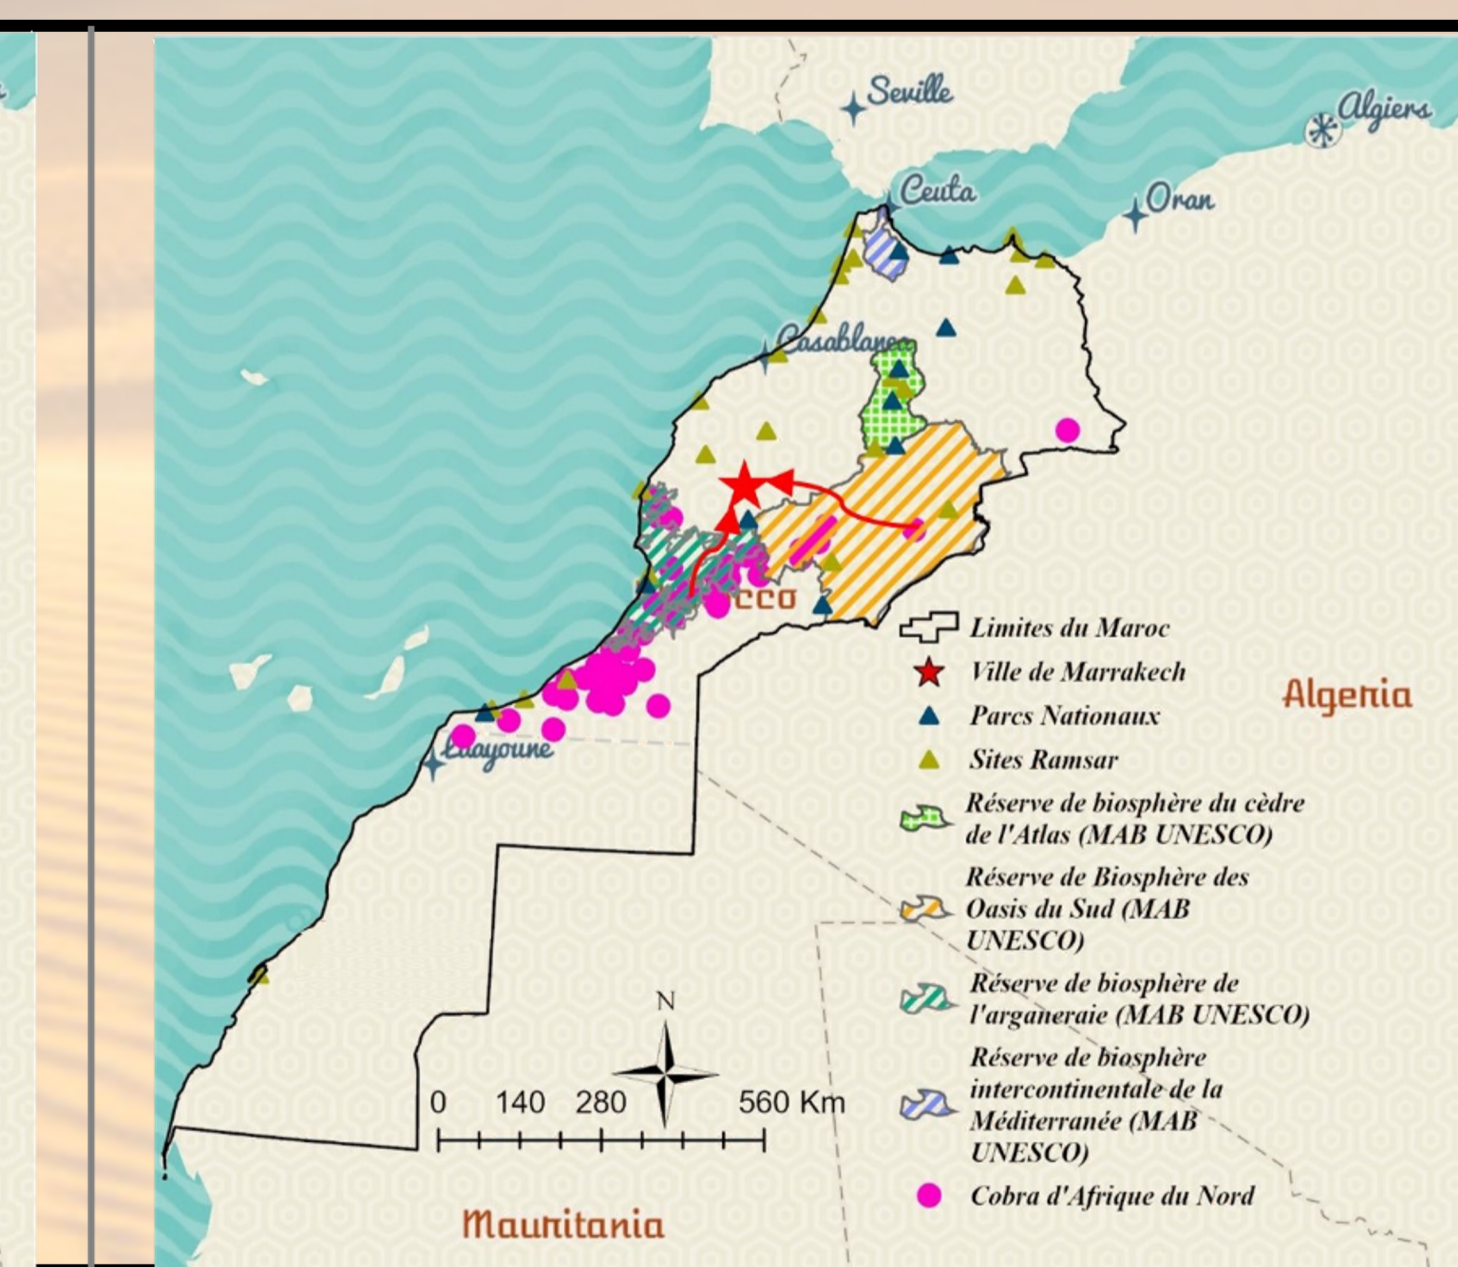 Seville
Algiers
Ceuta
Oran
Casablanca
cco
Laayoune
Limites du Maroc
Ville de Marrakech
Algeria
Parcs Nationaux
Sites Ramsar
Réserve de biosphère du cèdre
de l'Atlas (MAB UNESCO)
Réserve de Biosphère des
Oasis du Sud (MAB
UNESCO)
Réserve de biosphère de
l'arganeraie (MAB UNESCO)
N
Réserve de biosphère
intercontinentale de la
Méditerranée (MAB
UNESCO)
0 140 280 560 Km
Cobra d'Afrique du Nord
Mauritania